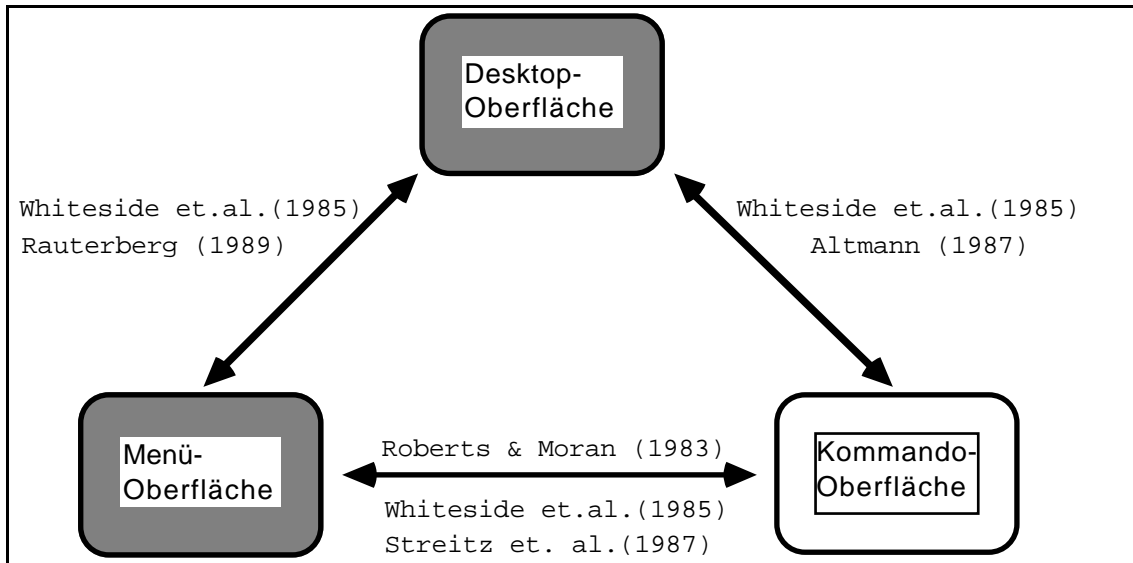 Desktop-
Oberfläche
Whiteside et.al.(1985)
Rauterberg (1989)
Whiteside et.al.(1985)
Altmann (1987)
Menü-
Oberfläche
Roberts & Moran (1983)
Whiteside et.al.(1985)
Streitz et. al.(1987)
Kommando-
Oberfläche